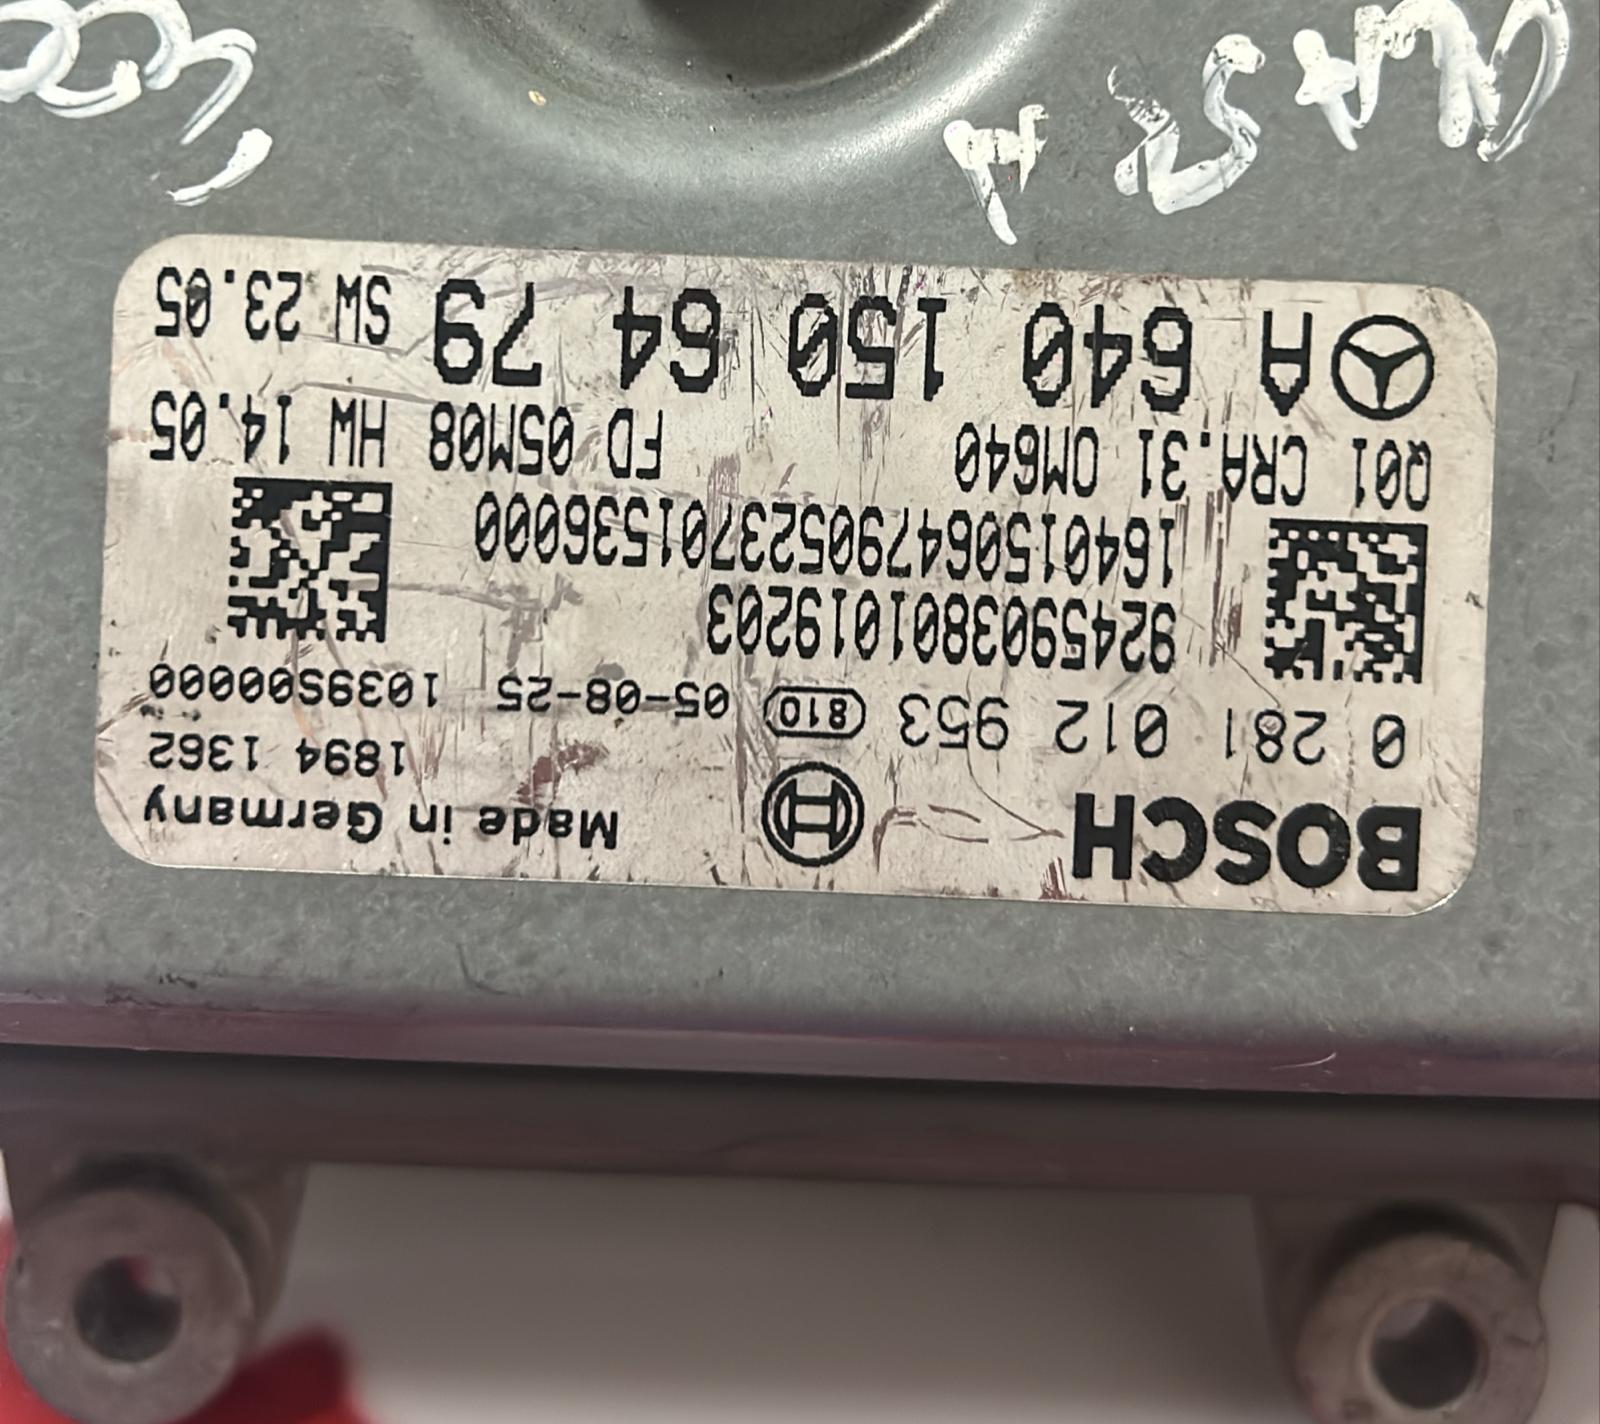 BOSCH Made in Germany
1894 1362
0 281 012 953 810 05-08-25 1039S00000
9245903801019203
164015064790523701536000
Q01 CRA.31 OM640 FD 05M08 HW 14.05
A 640 150 64 79 SW 23.05